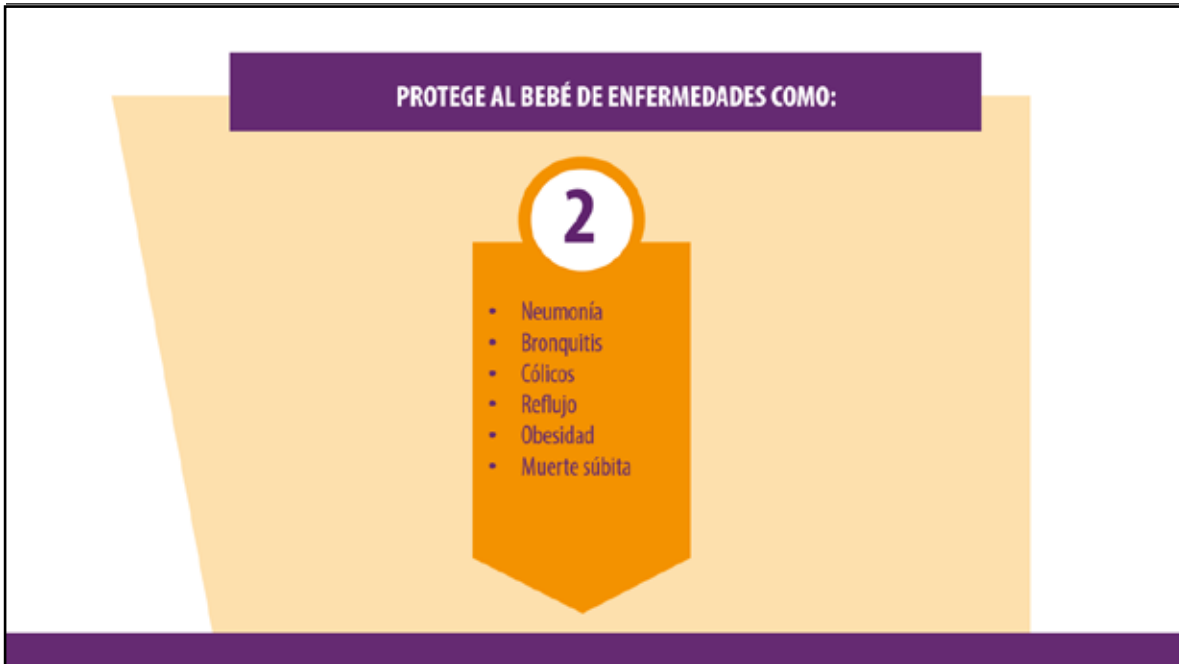 PROTEGE AL BEBÉ DE ENFERMEDADES COMO:
2
• Neumonía
• Bronquitis
• Cólicos
• Reflujo
• Obesidad
• Muerte súbita